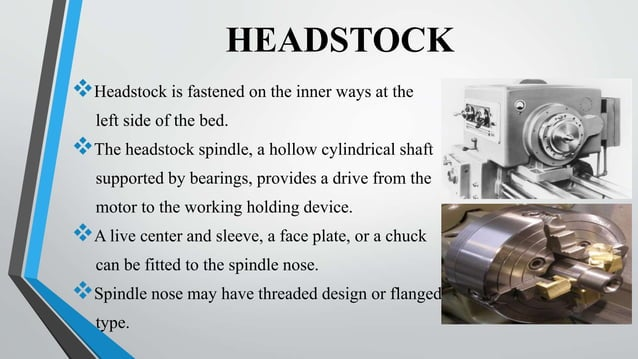 HEADSTOCK
❖Headstock is fastened on the inner ways at the
left side of the bed.
❖The headstock spindle, a hollow cylindrical shaft
supported by bearings, provides a drive from the
motor to the working holding device.
❖A live center and sleeve, a face plate, or a chuck
can be fitted to the spindle nose.
❖Spindle nose may have threaded design or flanged
type.